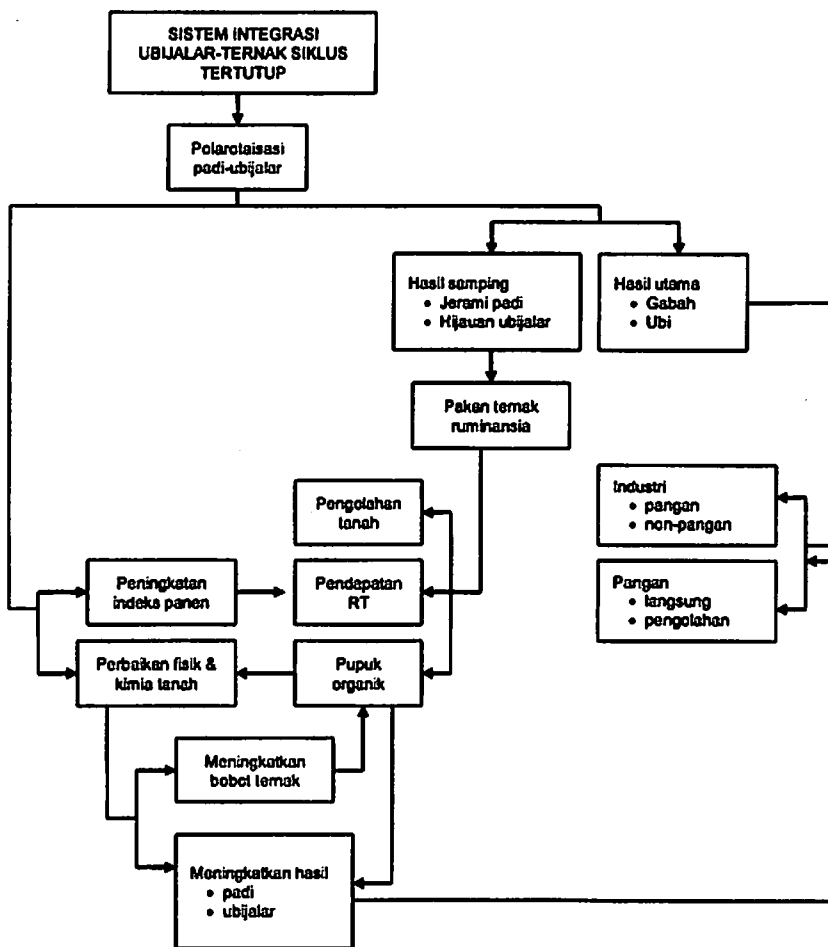 SISTEM INTEGRASI
UBIJALAR-TERNAK SIKLUS
TERTUTUP
Polarotaisasi
padi-ubijalar
Hasil samping
• Jerami padi
• Hijauan ubijalar
Hasil utama
• Gabah
• Ubi
Pakan ternak
ruminansia
Pengolahan
tanah
Industri
• pangan
• non-pangan
Peningkatan
indeks panen
Pendapatan
RT
Pangan
• langsung
• pengolahan
Perbaikan fisik &
kimia tanah
Pupuk
organik
Meningkatkan
bobot ternak
Meningkatkan hasil
• padi
• ubijalar